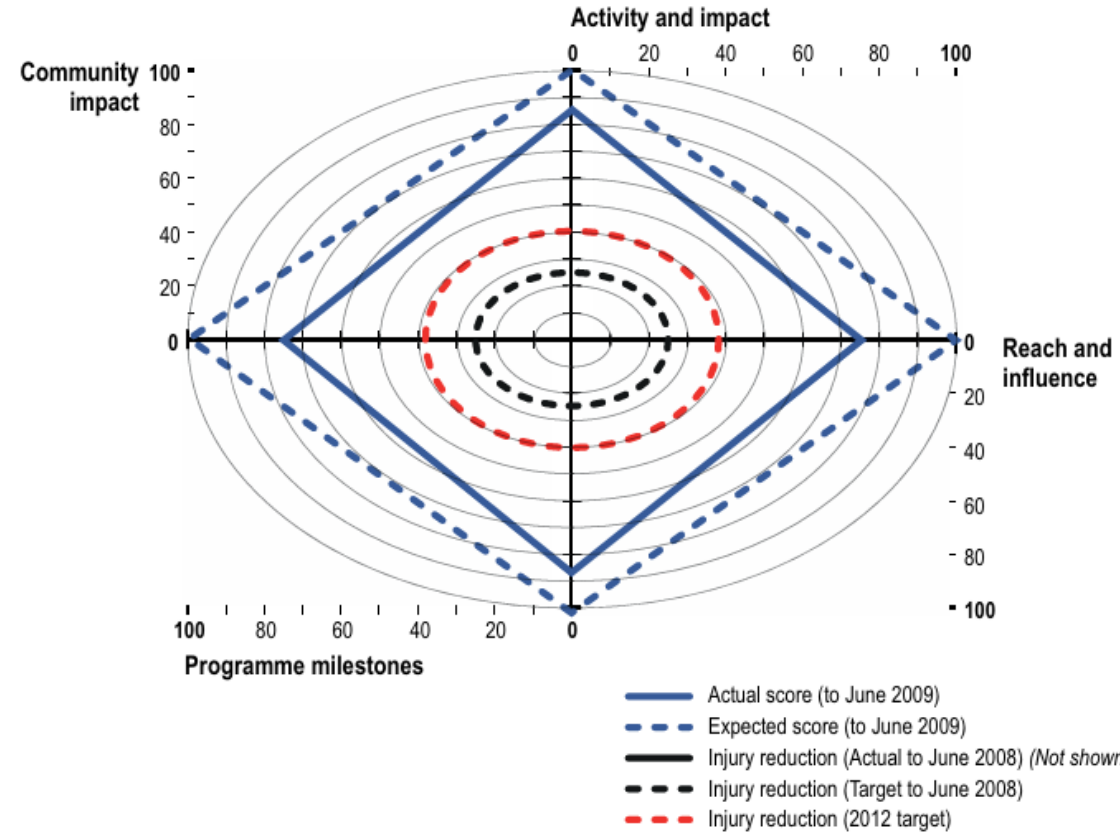 Activity and impact
0 20 40 60 80 100
Community
impact
100
80
60
40
20
0
0
Reach and
influence
20
40
60
80
100
100 80 60 40 20 0
Programme milestones
Actual score (to June 2009)
Expected score (to June 2009)
Injury reduction (Actual to June 2008) (Not shown
Injury reduction (Target to June 2008)
Injury reduction (2012 target)